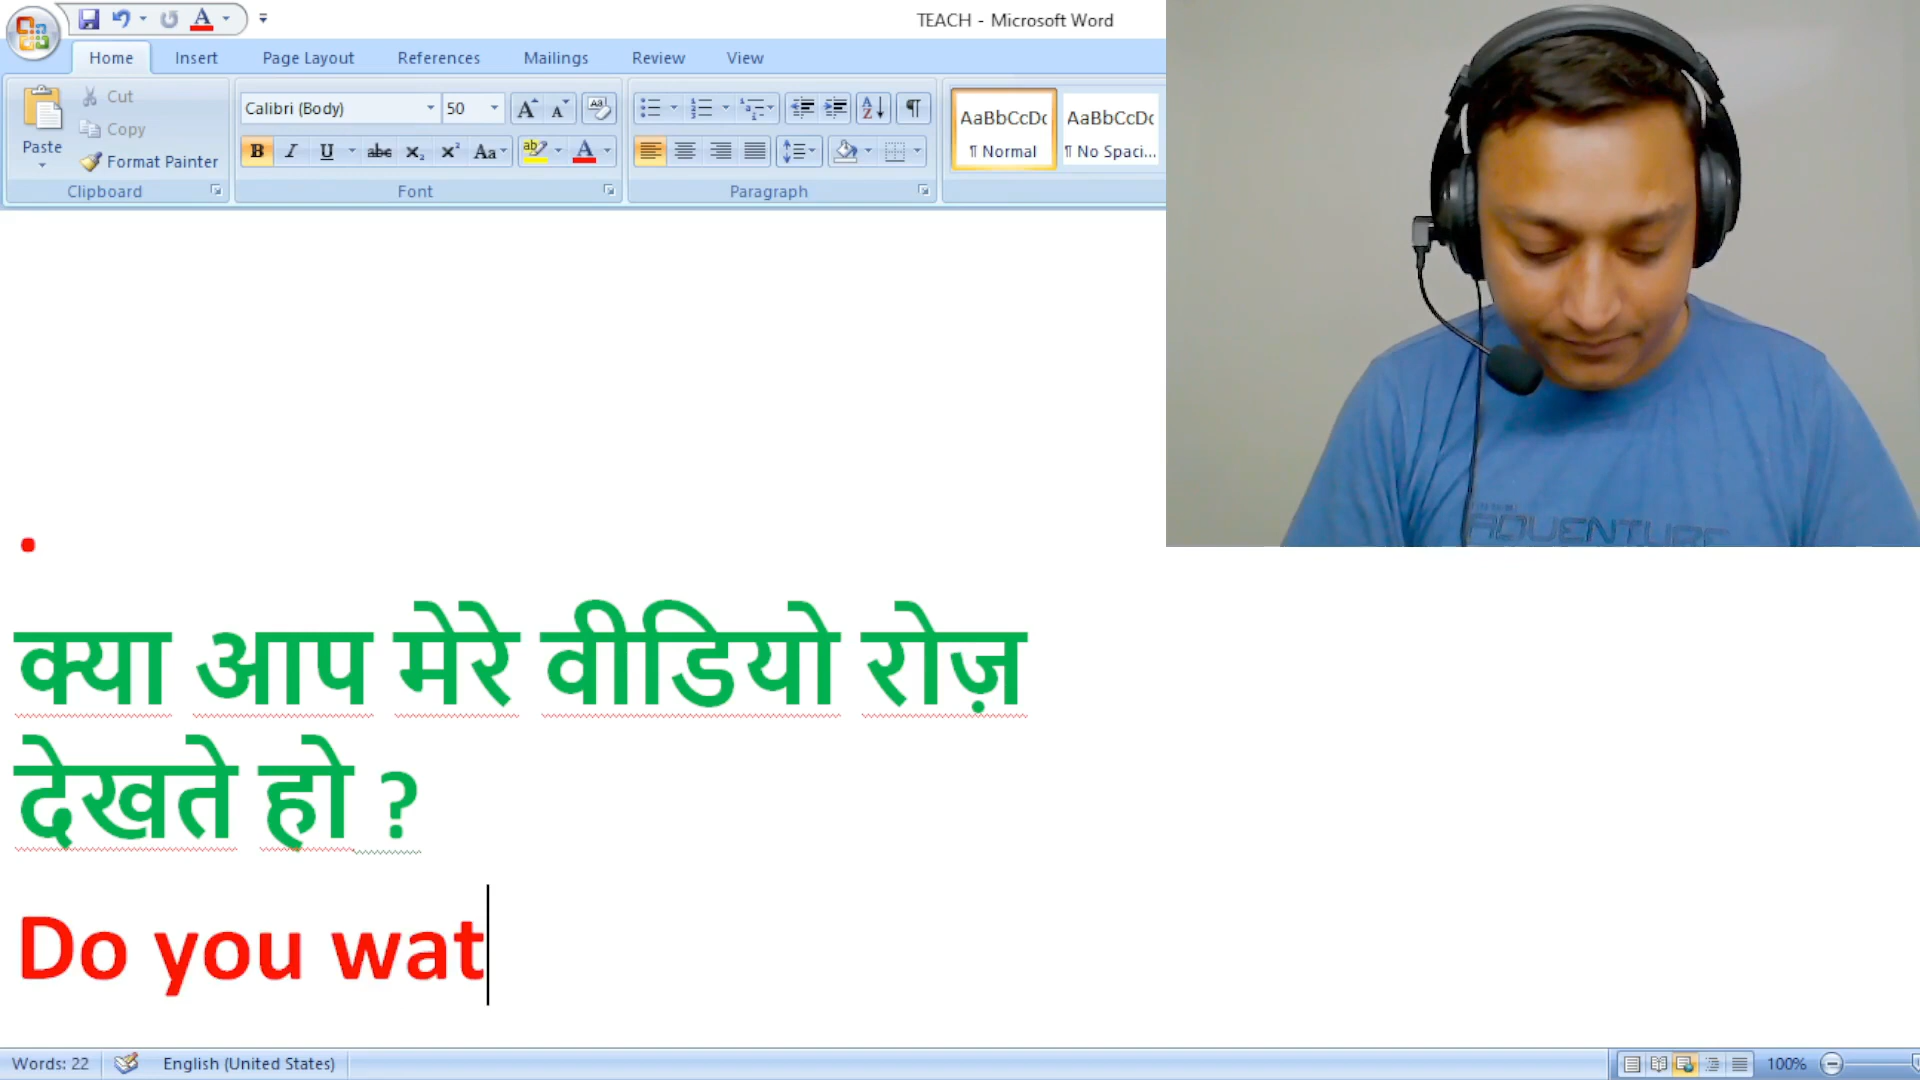 TEACH - Microsoft Word
Home Insert Page Layout References Mailings Review View
Paste
Cut
Copy
Format Painter
Clipboard
Calibri (Body) 50
Font
Paragraph
AaBbCcDc AaBbCcDc
¶ Normal ¶ No Spaci...
ADVENTURE
.
क्या आप मेरे वीडियो रोज़
देखते हो ?
Do you wat
Words: 22 English (United States) 100%